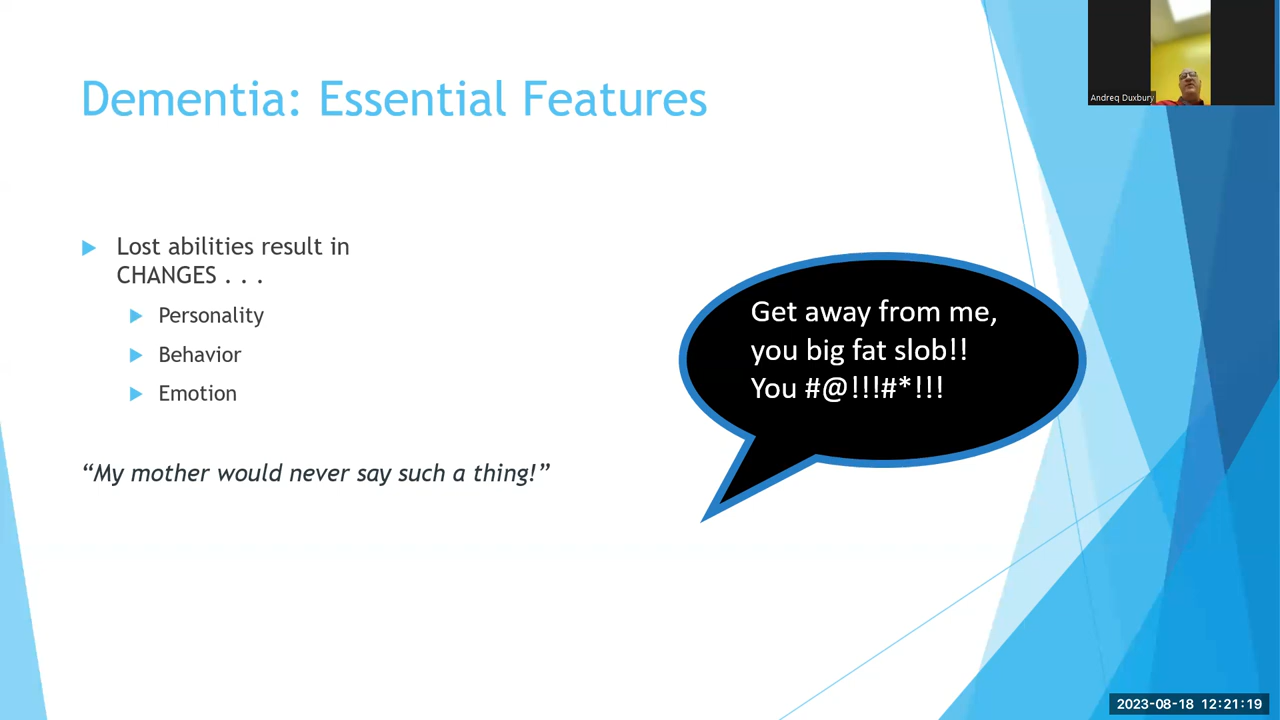 Dementia: Essential Features
Lost abilities result in
CHANGES . . .
Personality
Behavior
Emotion
“My mother would never say such a thing!”
Get away from me,
you big fat slob!!
You #@!!!#*!!!
Andreq Duxbury
2023-08-18 12:21:19